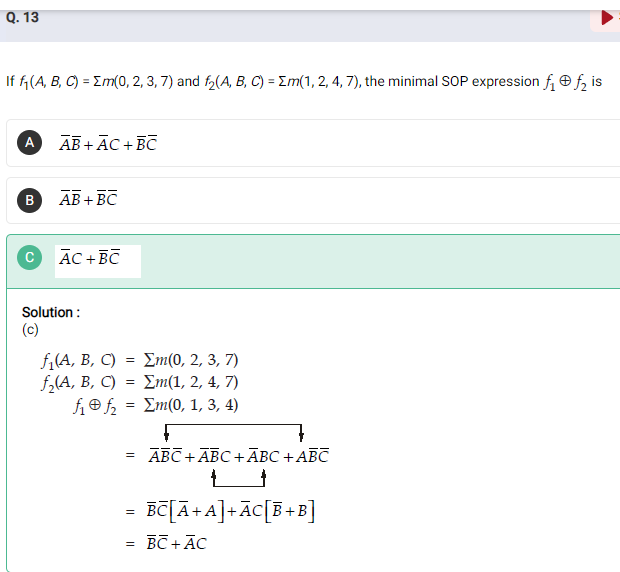 Q. 13
If f₁(A, B, C) = Σm(0, 2, 3, 7) and f₂(A, B, C) = Σm(1, 2, 4, 7), the minimal SOP expression f₁ ⊕ f₂ is
A A̅B̅ + A̅C + B̅C̅
B A̅B̅ + B̅C̅
C A̅C + B̅C̅
Solution :
(c)
f₁(A, B, C) = Σm(0, 2, 3, 7)
f₂(A, B, C) = Σm(1, 2, 4, 7)
f₁ ⊕ f₂ = Σm(0, 1, 3, 4)
= A̅B̅C̅ + A̅B̅C + A̅BC + AB̅C̅
= B̅C̅[A̅ + A] + A̅C[B̅ + B]
= B̅C̅ + A̅C